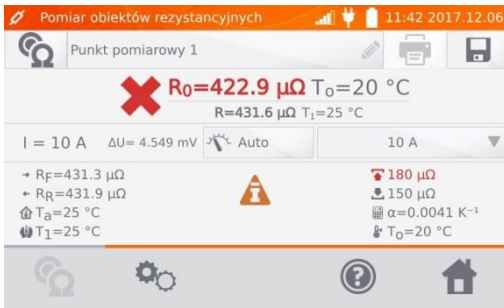 Pomiar obiektów rezystancyjnych 11:42 2017.12.06
Punkt pomiarowy 1
R0=422.9 μΩ To=20 °C
R=431.6 μΩ T1=25 °C
I = 10 A ΔU= 4.549 mV Auto 10 A
RF=431.3 μΩ 180 μΩ
RR=431.9 μΩ 150 μΩ
Ta=25 °C α=0.0041 K⁻¹
T1=25 °C To=20 °C